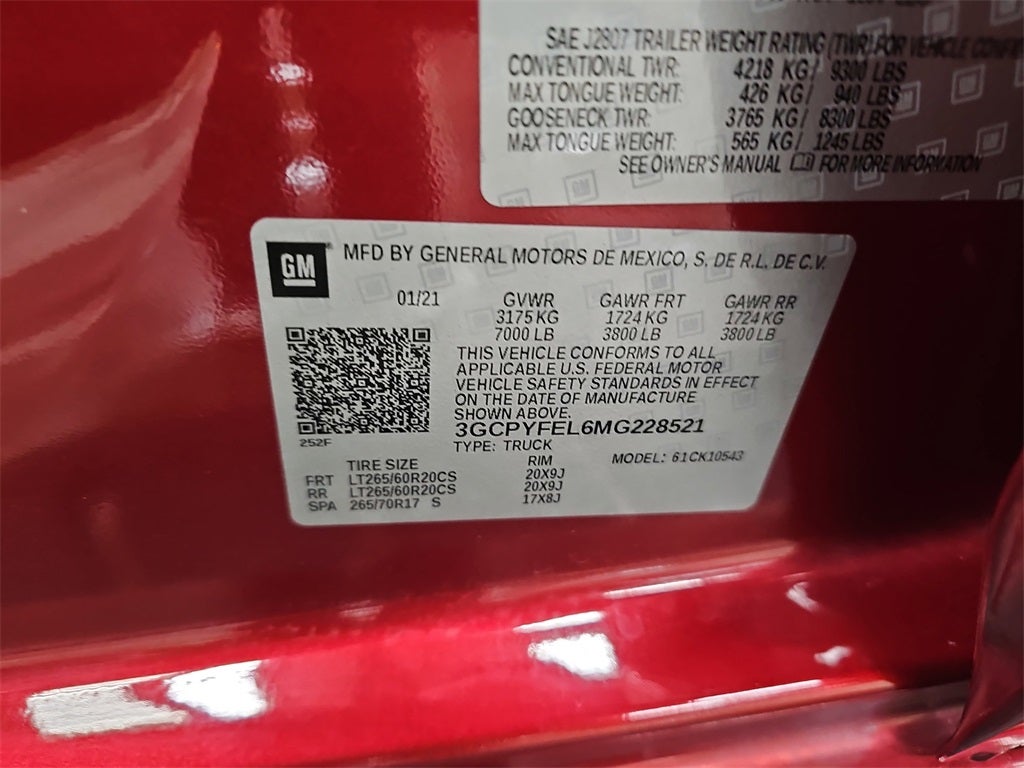 SAE J2807 TRAILER WEIGHT RATING (TWR) FOR VEHICLE
CONVENTIONAL TWR: 4218 KG/ 9300 LBS
MAX TONGUE WEIGHT: 426 KG/ 940 LBS
GOOSENECK TWR: 3765 KG/ 8300 LBS
MAX TONGUE WEIGHT: 565 KG/ 1245 LBS
SEE OWNER'S MANUAL FOR MORE INFORMATION
GM
MFD BY GENERAL MOTORS DE MEXICO, S. DE R.L. DE C.V.
01/21 GVWR GAWR FRT GAWR RR
3175 KG 1724 KG 1724 KG
7000 LB 3800 LB 3800 LB
THIS VEHICLE CONFORMS TO ALL
APPLICABLE U.S. FEDERAL MOTOR
VEHICLE SAFETY STANDARDS IN EFFECT
ON THE DATE OF MANUFACTURE
SHOWN ABOVE.
3GCPYFEL6MG228521
252F
TYPE: TRUCK
MODEL: 61CK10543
TIRE SIZE RIM
FRT LT265/60R20CS 20X9J
RR LT265/60R20CS 20X9J
SPA 265/70R17 S 17X8J